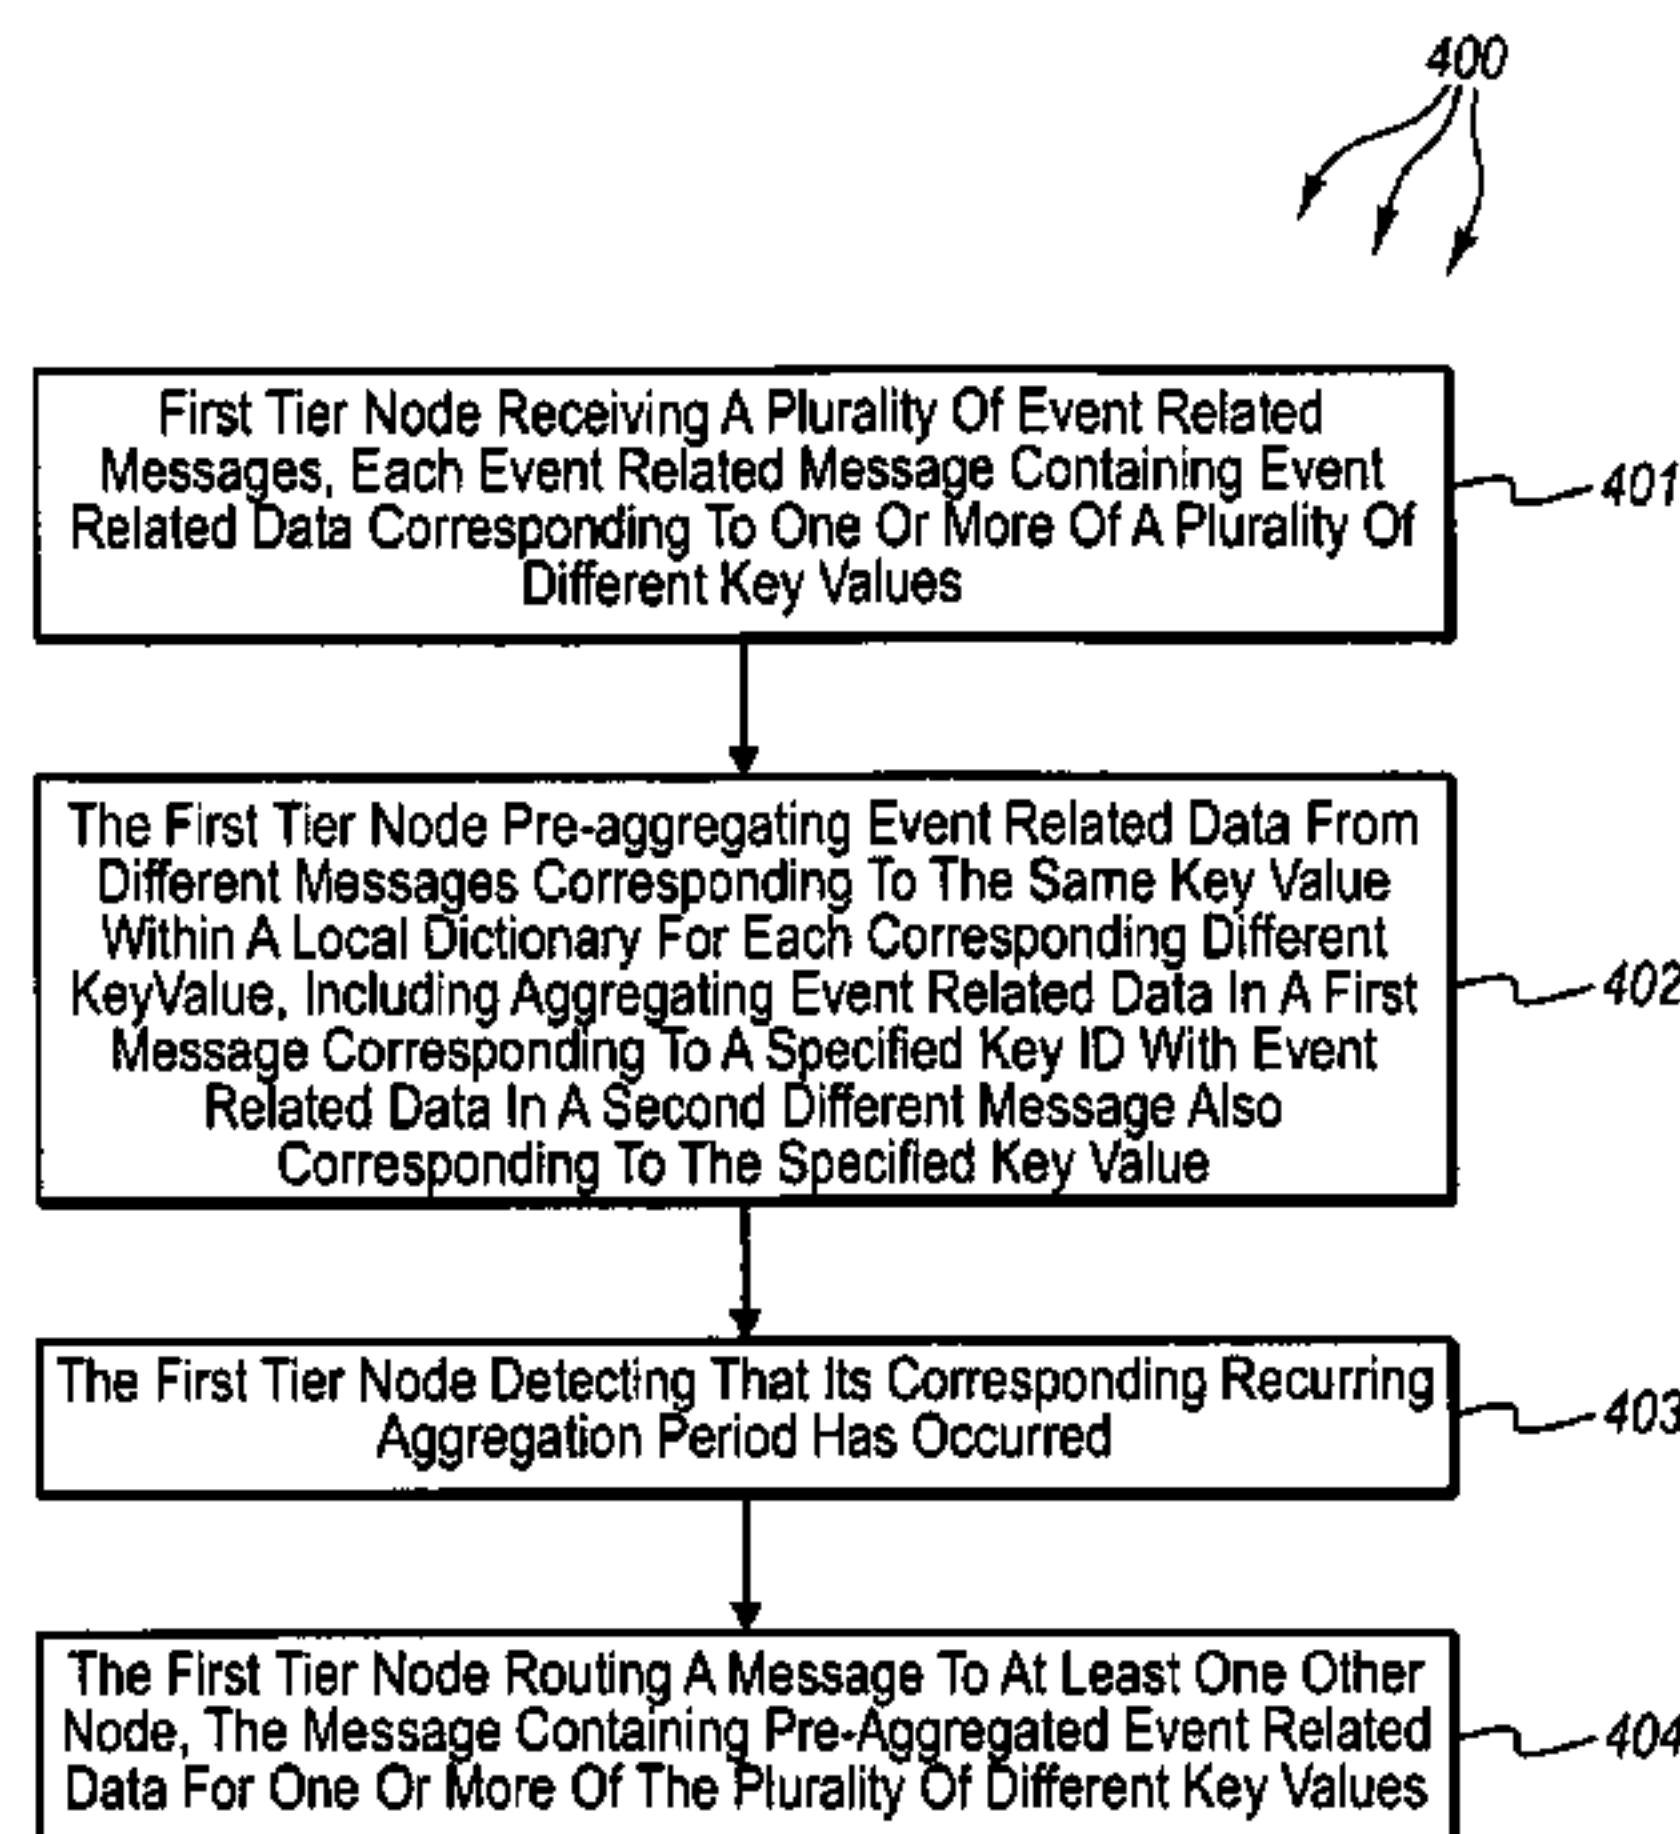 400
First Tier Node Receiving A Plurality Of Event Related
Messages, Each Event Related Message Containing Event
Related Data Corresponding To One Or More Of A Plurality Of
Different Key Values
401
The First Tier Node Pre-aggregating Event Related Data From
Different Messages Corresponding To The Same Key Value
Within A Local Dictionary For Each Corresponding Different
KeyValue, Including Aggregating Event Related Data In A First
Message Corresponding To A Specified Key ID With Event
Related Data In A Second Different Message Also
Corresponding To The Specified Key Value
402
The First Tier Node Detecting That Its Corresponding Recurring
Aggregation Period Has Occurred
403
The First Tier Node Routing A Message To At Least One Other
Node, The Message Containing Pre-Aggregated Event Related
Data For One Or More Of The Plurality Of Different Key Values
404